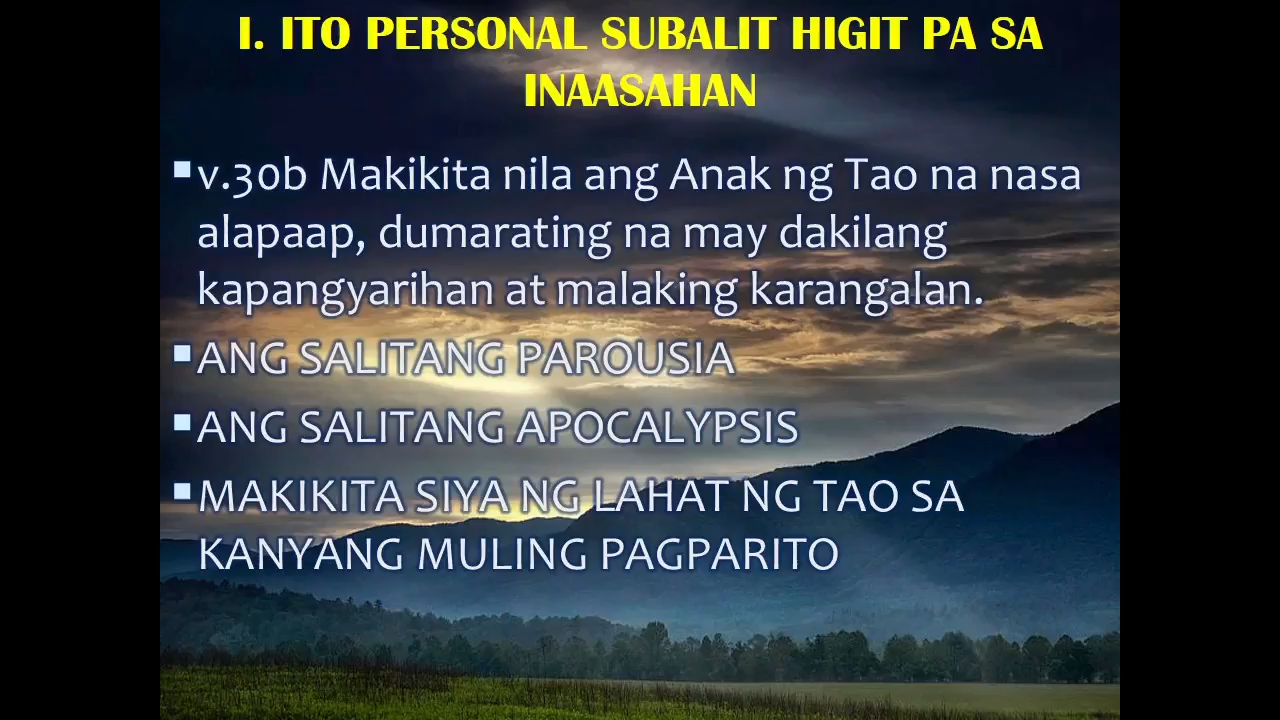 I. ITO PERSONAL SUBALIT HIGIT PA SA
INAASAHAN
▪v.30b Makikita nila ang Anak ng Tao na nasa
alapaap, dumarating na may dakilang
kapangyarihan at malaking karangalan.
▪ANG SALITANG PAROUSIA
▪ANG SALITANG APOCALYPSIS
▪MAKIKITA SIYA NG LAHAT NG TAO SA
KANYANG MULING PAGPARITO